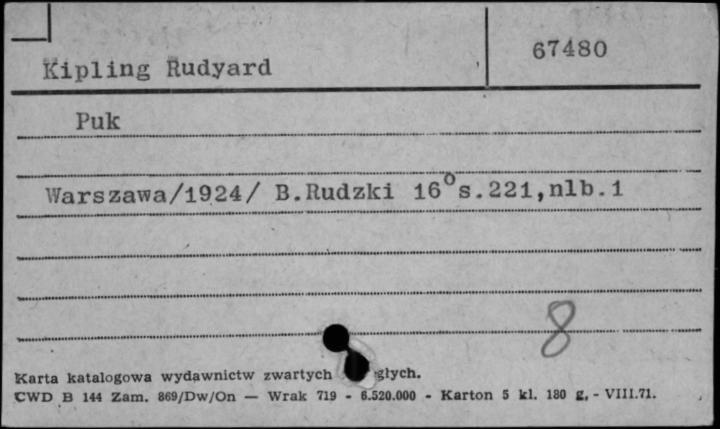 Kipling Rudyard
67480
Puk
Warszawa/1924/ B.Rudzki 16°s.221,nlb.1
8
Karta katalogowa wydawnictw zwartych
CWD B 144 Zam. 869/Dw/On — Wrak 719 - 6.520.000 - Karton 5 kl. 180 g. - VIII.71.